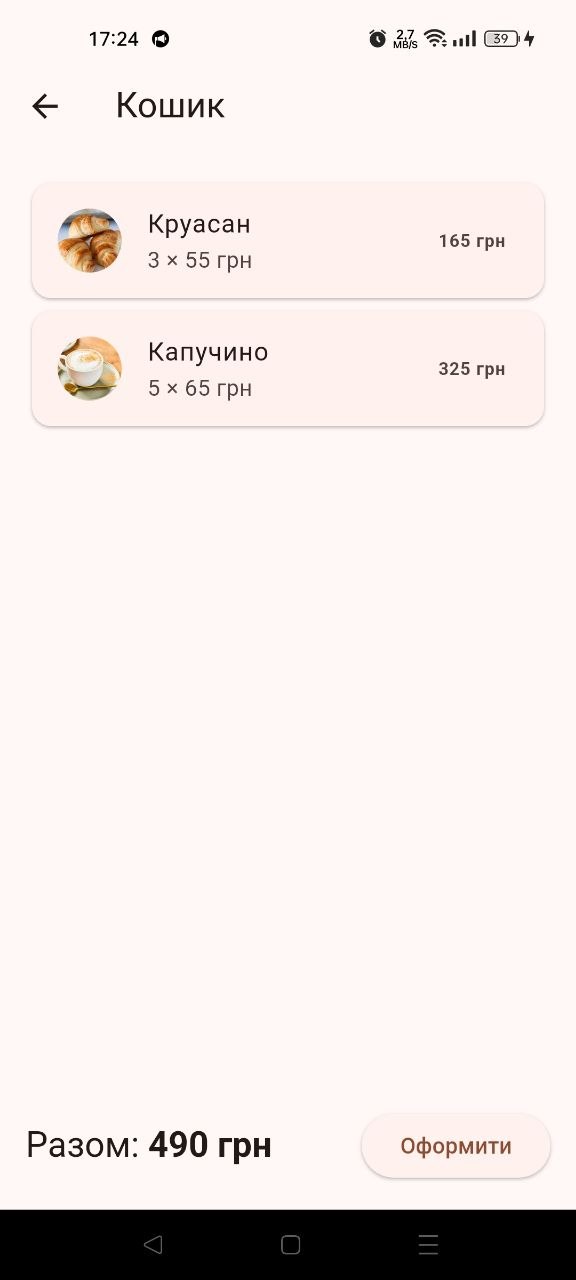 17:24
2,7
MB/S
39
Кошик
Круасан
3 × 55 грн
165 грн
Капучино
5 × 65 грн
325 грн
Разом: 490 грн
Оформити